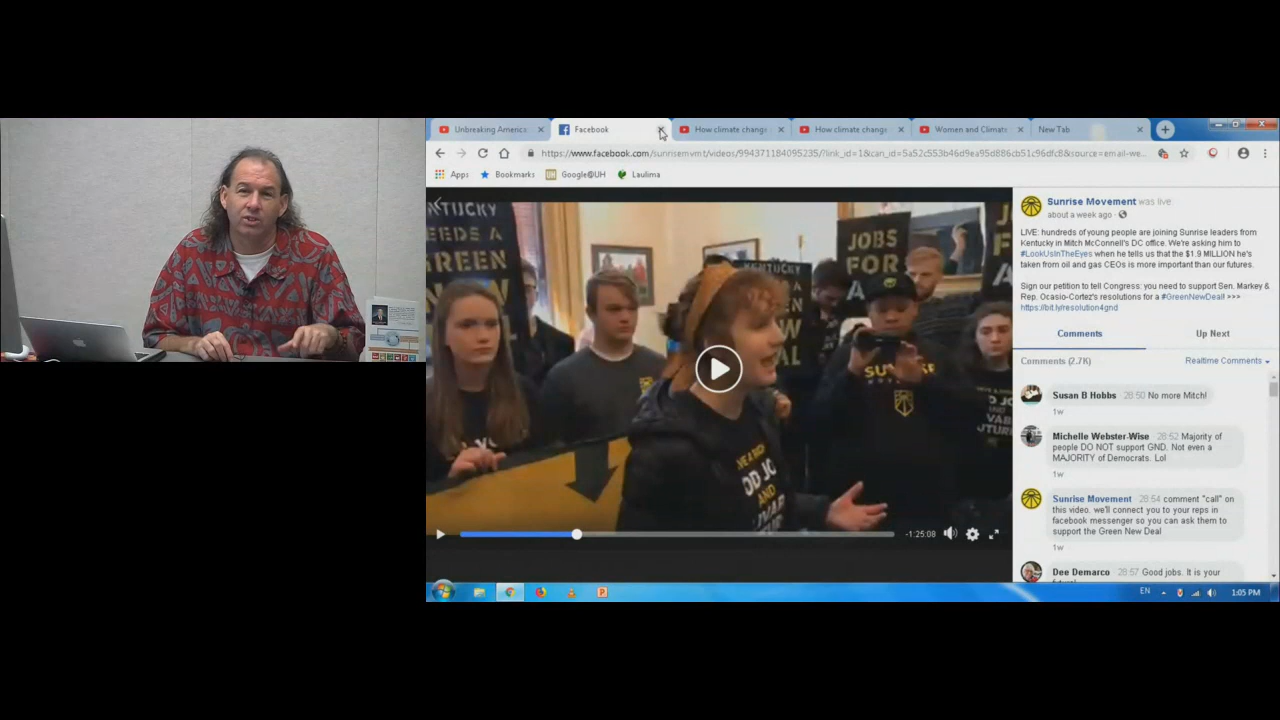 Unbreaking America
Facebook
How climate change
How climate change
Women and Climate
New Tab
https://www.facebook.com/sunrisemvmt/videos/994371184095235/?link_id=1&can_id=5a52c553b46d9ea95d886cb51c96dfc8&source=email-we...
Apps
Bookmarks
Google@UH
Laulima
KENTUCKY
NEEDS A
GREEN
NEW
JOBS
FOR
A
KENTUCKY
SUNRISE
GOOD JO
AND
Sunrise Movement was live.
about a week ago
LIVE: hundreds of young people are joining Sunrise leaders from
Kentucky in Mitch McConnell's DC office. We're asking him to
#LookUsInTheEyes when he tells us that the $1.9 MILLION he's
taken from oil and gas CEOs is more important than our futures.
Sign our petition to tell Congress: you need to support Sen. Markey &
Rep. Ocasio-Cortez's resolutions for a #GreenNewDeal! >>>
https://bit.ly/resolution4gnd
Comments
Up Next
Comments (2.7K)
Realtime Comments
Susan B Hobbs 28:50 No more Mitch!
1w
Michelle Webster-Wise 28:52 Majority of
people DO NOT support GND. Not even a
MAJORITY of Democrats. Lol
1w
Sunrise Movement 28:54 comment "call" on
this video. we'll connect you to your reps in
facebook messenger so you can ask them to
support the Green New Deal
1w
Dee Demarco 28:57 Good jobs. It is your
-1:25:08
EN
1:05 PM